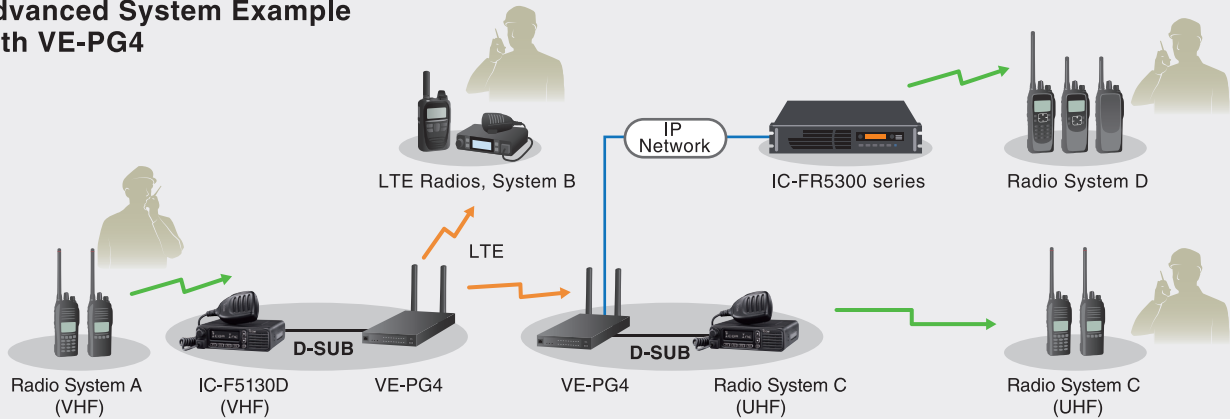 dvanced System Example
th VE-PG4
IP
Network
LTE Radios, System B
IC-FR5300 series
Radio System D
LTE
D-SUB
D-SUB
Radio System A
(VHF)
IC-F5130D
(VHF)
VE-PG4
VE-PG4
Radio System C
(UHF)
Radio System C
(UHF)